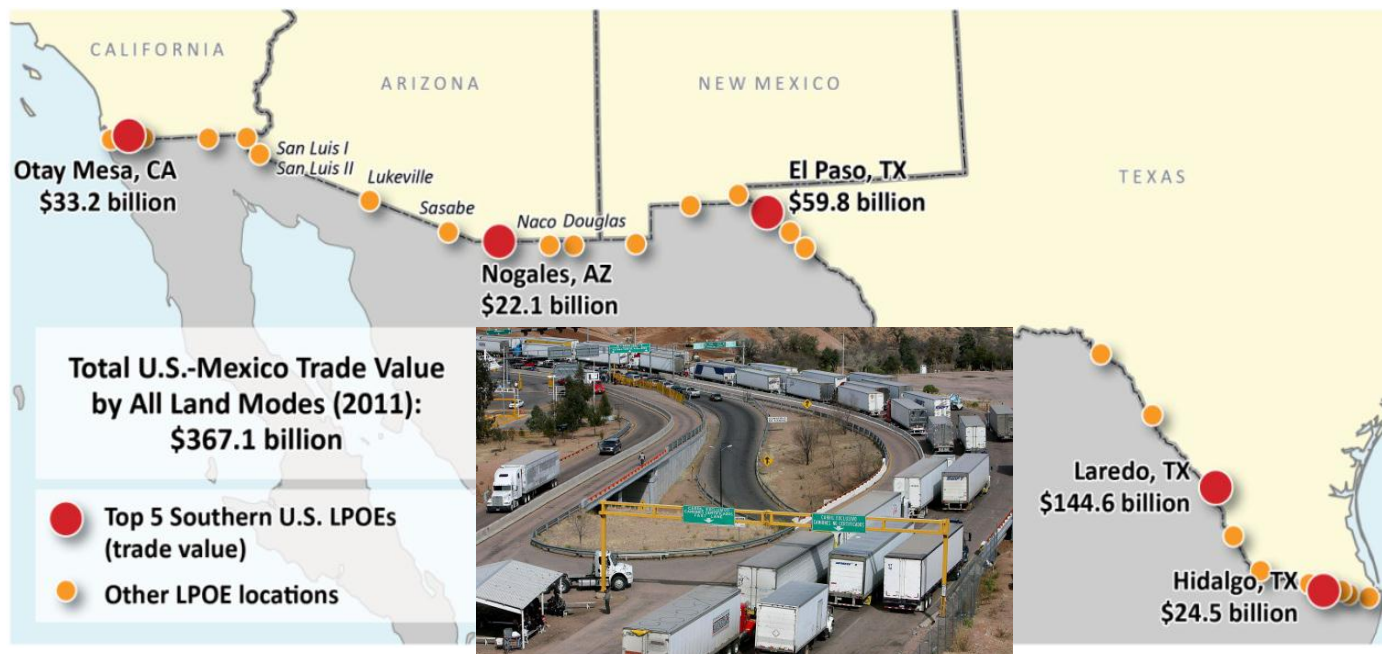 CALIFORNIA
ARIZONA
NEW MEXICO
TEXAS
Otay Mesa, CA
$33.2 billion
San Luis I
San Luis II
Lukeville
Sasabe
Nogales, AZ
$22.1 billion
Naco
Douglas
El Paso, TX
$59.8 billion
Laredo, TX
$144.6 billion
Hidalgo, TX
$24.5 billion
Total U.S.-Mexico Trade Value
by All Land Modes (2011):
$367.1 billion
Top 5 Southern U.S. LPOEs
(trade value)
Other LPOE locations